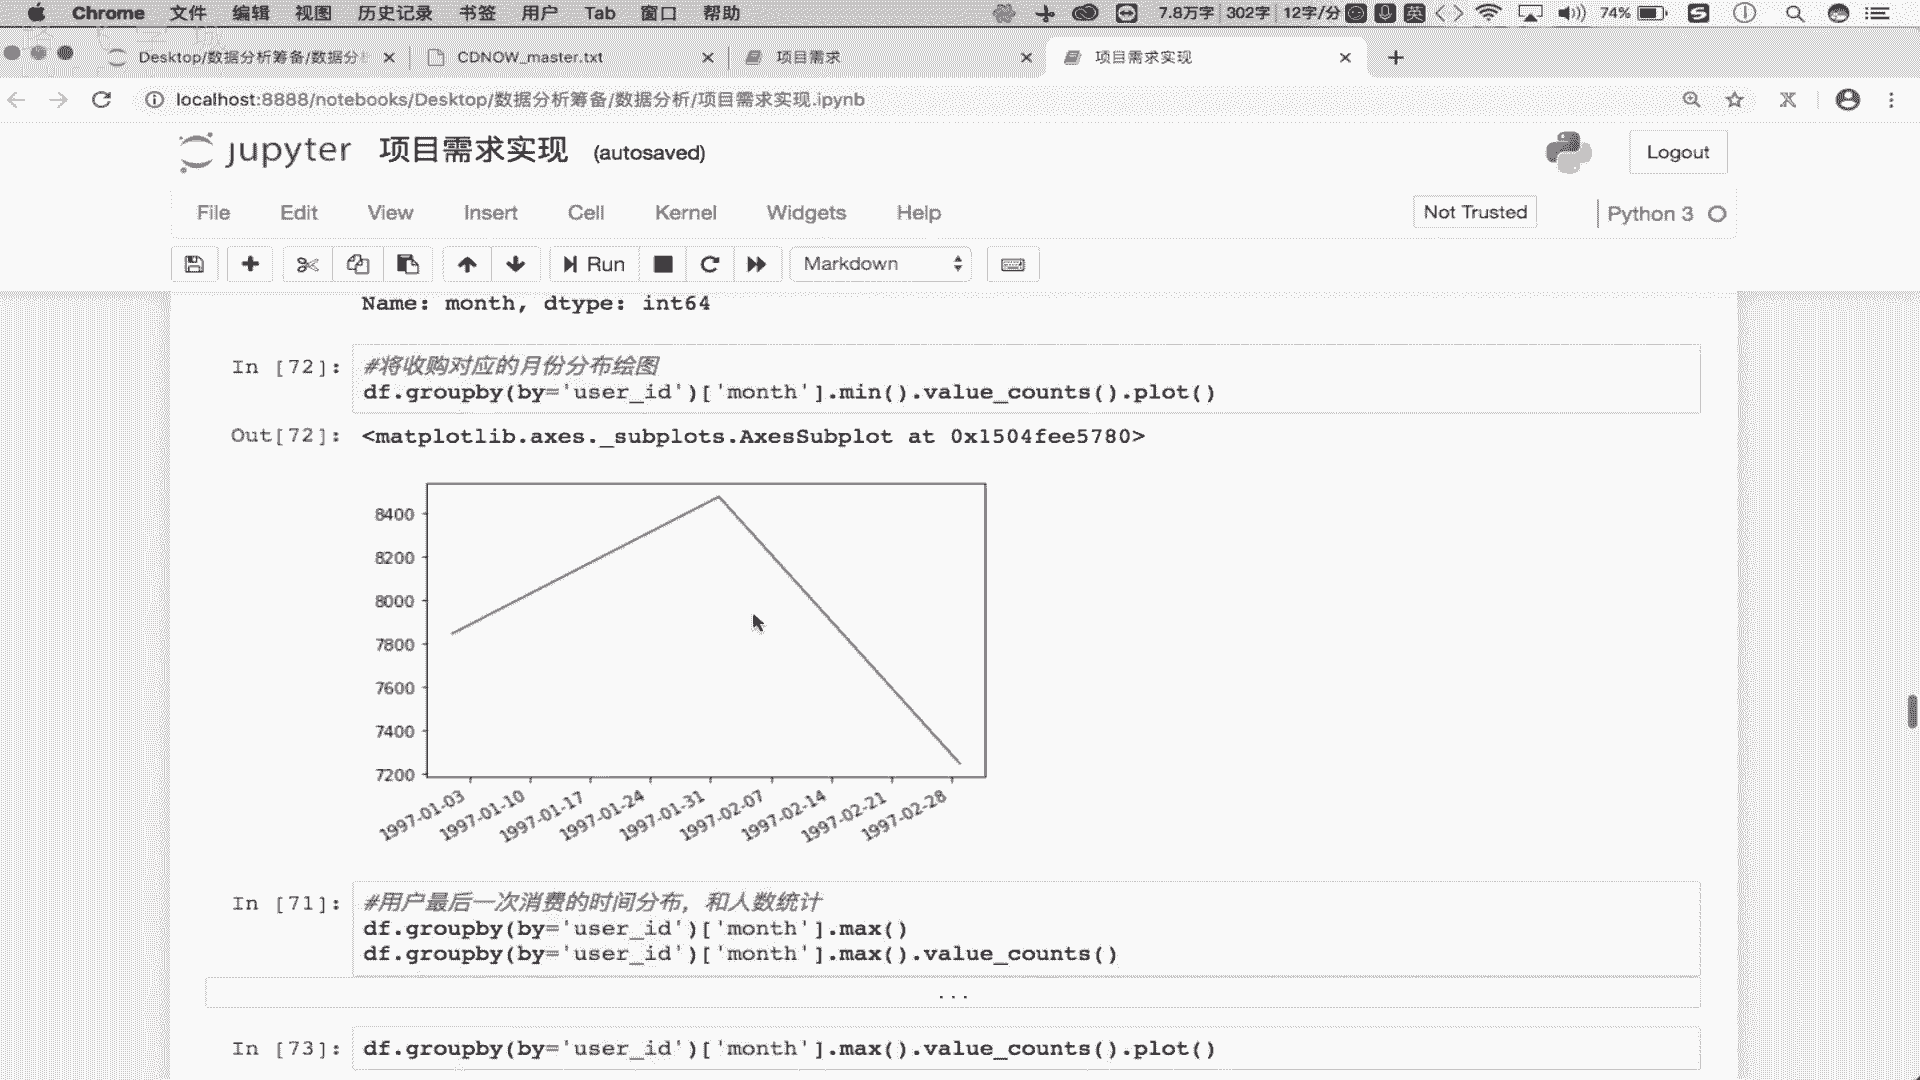 Chrome 文件 编辑 视图 历史记录 书签 用户 Tab 窗口 帮助 7.8万字 302字 12字/分 英 74%
Desktop/数据分析筹备/数据分 CDNOW_master.txt 项目需求 项目需求实现
localhost:8888/notebooks/Desktop/数据分析筹备/数据分析/项目需求实现.ipynb
jupyter 项目需求实现 (autosaved) Logout
File Edit View Insert Cell Kernel Widgets Help Not Trusted Python 3
Run Markdown
Name: month, dtype: int64
In [72]: #将收购对应的月份分布绘图
df.groupby(by='user_id')['month'].min().value_counts().plot()
Out[72]: <matplotlib.axes._subplots.AxesSubplot at 0x1504fee5780>
8400
8200
8000
7800
7600
7400
7200
1997-01-03 1997-01-10 1997-01-17 1997-01-24 1997-01-31 1997-02-07 1997-02-14 1997-02-21 1997-02-28
In [71]: #用户最后一次消费的时间分布，和人数统计
df.groupby(by='user_id')['month'].max()
df.groupby(by='user_id')['month'].max().value_counts()
...
In [73]: df.groupby(by='user_id')['month'].max().value_counts().plot()